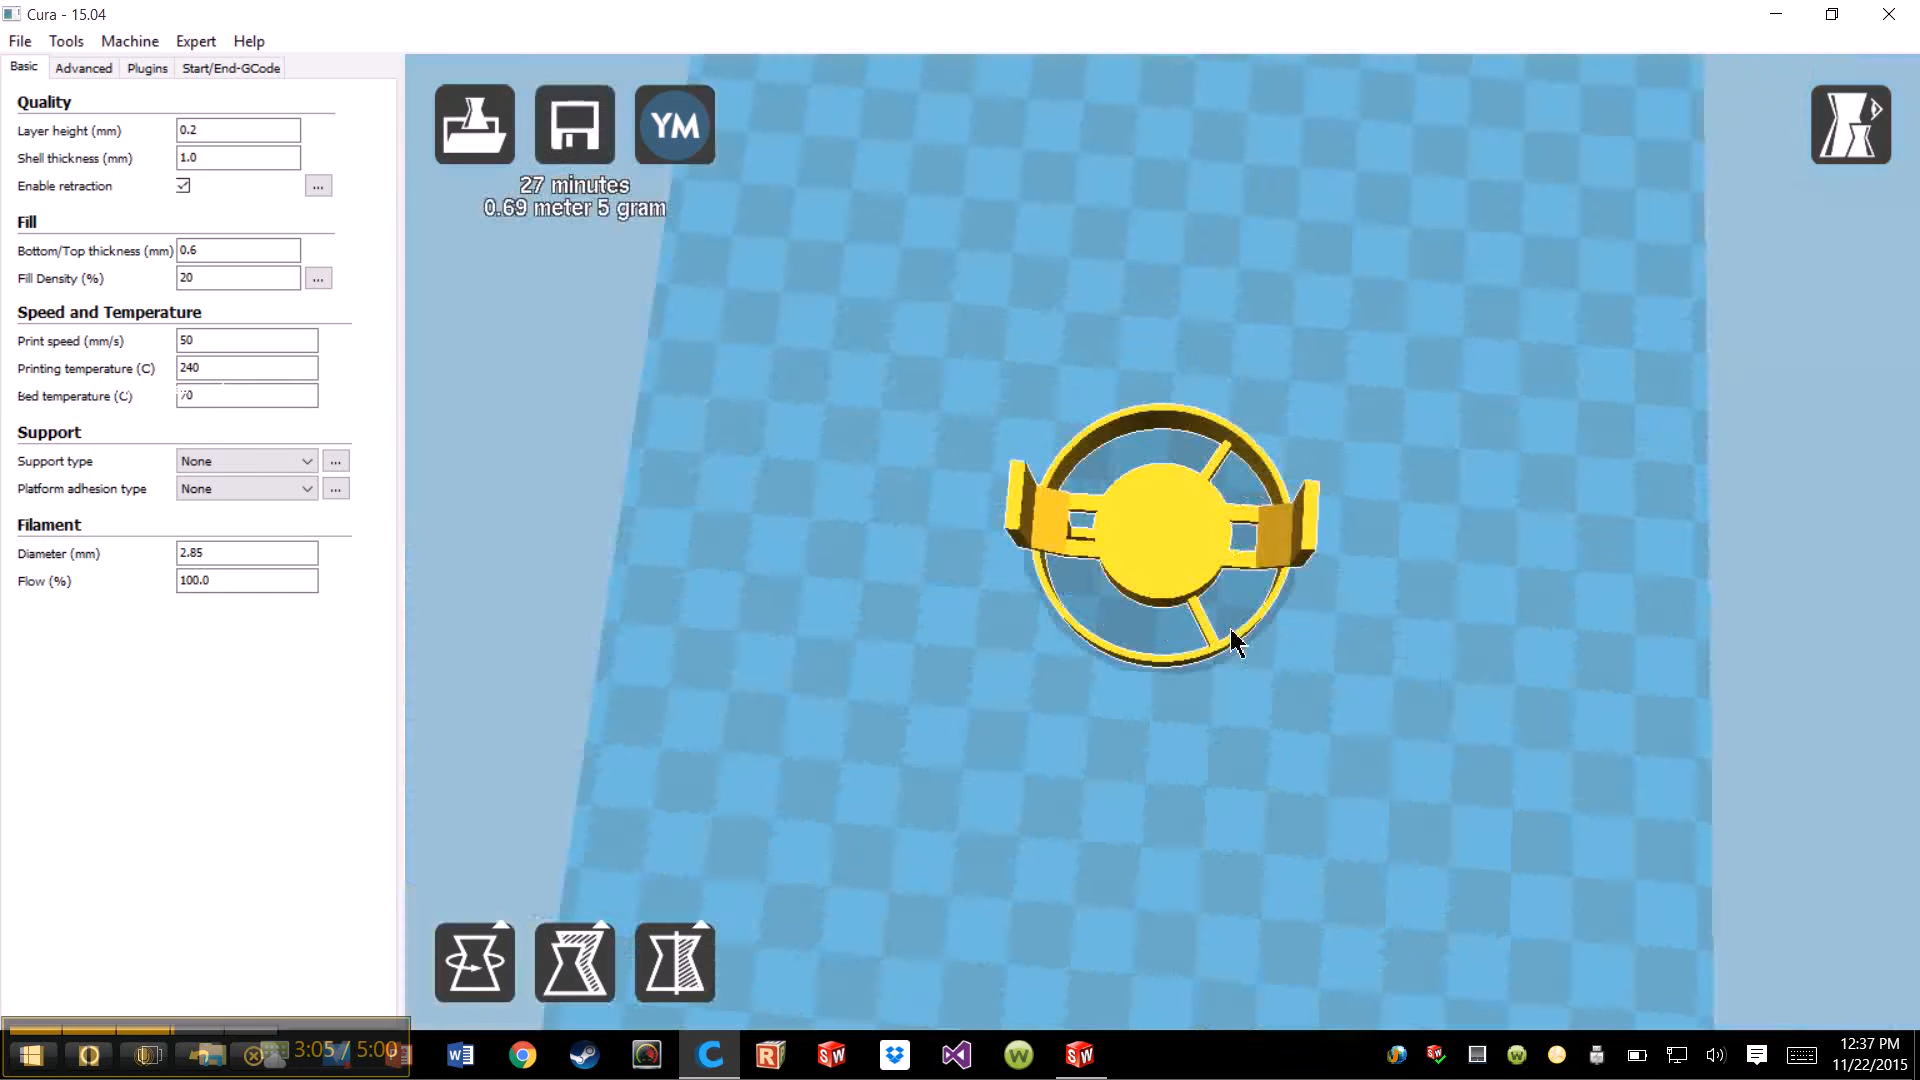 Cura - 15.04
File Tools Machine Expert Help
Basic Advanced Plugins Start/End-GCode
Quality
Layer height (mm) 0.2
Shell thickness (mm) 1.0
Enable retraction ...
Fill
Bottom/Top thickness (mm) 0.6
Fill Density (%) 20 ...
Speed and Temperature
Print speed (mm/s) 50
Printing temperature (C) 240
Bed temperature (C) 70
Support
Support type None ...
Platform adhesion type None ...
Filament
Diameter (mm) 2.85
Flow (%) 100.0
YM
27 minutes
0.69 meter 5 gram
3:05 / 5:00
12:37 PM
11/22/2015